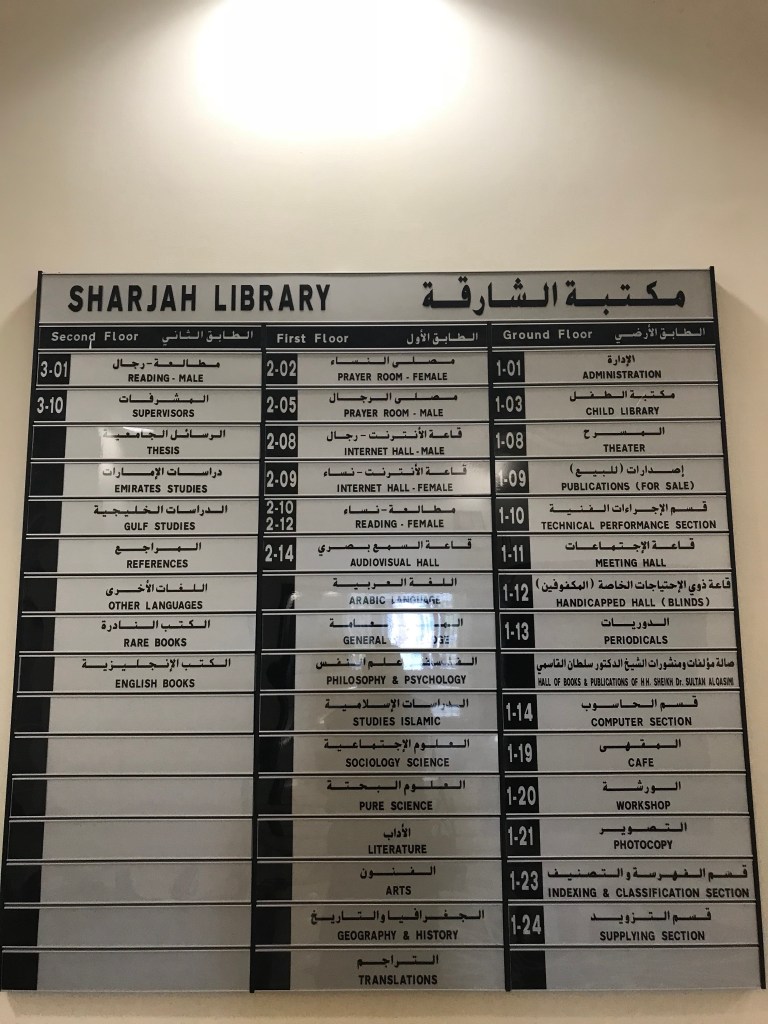 SHARJAH LIBRARY مكتبة الشارقة
Second Floor الطابق الثاني
3-01 مطالعة - رجال
READING - MALE
3-10 المشرفات
SUPERVISORS
الرسائل الجامعية
THESIS
دراسات الإمارات
EMIRATES STUDIES
الدراسات الخليجية
GULF STUDIES
المراجع
REFERENCES
اللغات الأخرى
OTHER LANGUAGES
الكتب النادرة
RARE BOOKS
الكتب الإنجليزية
ENGLISH BOOKS
First Floor الطابق الأول
2-02 مصلى النساء
PRAYER ROOM - FEMALE
2-05 مصلى الرجال
PRAYER ROOM - MALE
2-08 قاعة الأنترنت - رجال
INTERNET HALL - MALE
2-09 قاعة الأنترنت - نساء
INTERNET HALL - FEMALE
2-10 مطالعة - نساء
2-12 READING - FEMALE
2-14 قاعة السمع بصري
AUDIOVISUAL HALL
اللغة العربية
ARABIC LANGUAGE
العامة
GENERAL
الفلسفة وعلم النفس
PHILOSOPHY & PSYCHOLOGY
الدراسات الإسلامية
STUDIES ISLAMIC
العلوم الإجتماعية
SOCIOLOGY SCIENCE
العلوم البحتة
PURE SCIENCE
الأداب
LITERATURE
الفنون
ARTS
الجغرافيا والتاريخ
GEOGRAPHY & HISTORY
التراجم
TRANSLATIONS
Ground Floor الطابق الأرضي
1-01 الإدارة
ADMINISTRATION
1-03 مكتبة الطفل
CHILD LIBRARY
1-08 المسرح
THEATER
1-09 إصدارات (للبيع)
PUBLICATIONS (FOR SALE)
1-10 قسم الإجراءات الفنية
TECHNICAL PERFORMANCE SECTION
1-11 قاعة الإجتماعات
MEETING HALL
1-12 قاعة ذوي الإحتياجات الخاصة (المكفوفين)
HANDICAPPED HALL (BLINDS)
1-13 الدوريات
PERIODICALS
صالة مؤلفات ومنشورات الشيخ الدكتور سلطان القاسمي
HALL OF BOOKS & PUBLICATIONS OF H.H. SHEIKH Dr. SULTAN ALQASIMI
1-14 قسم الحاسوب
COMPUTER SECTION
1-19 المقهى
CAFE
1-20 الورشة
WORKSHOP
1-21 التصوير
PHOTOCOPY
1-23 قسم الفهرسة والتصنيف
INDEXING & CLASSIFICATION SECTION
1-24 قسم التزويد
SUPPLYING SECTION